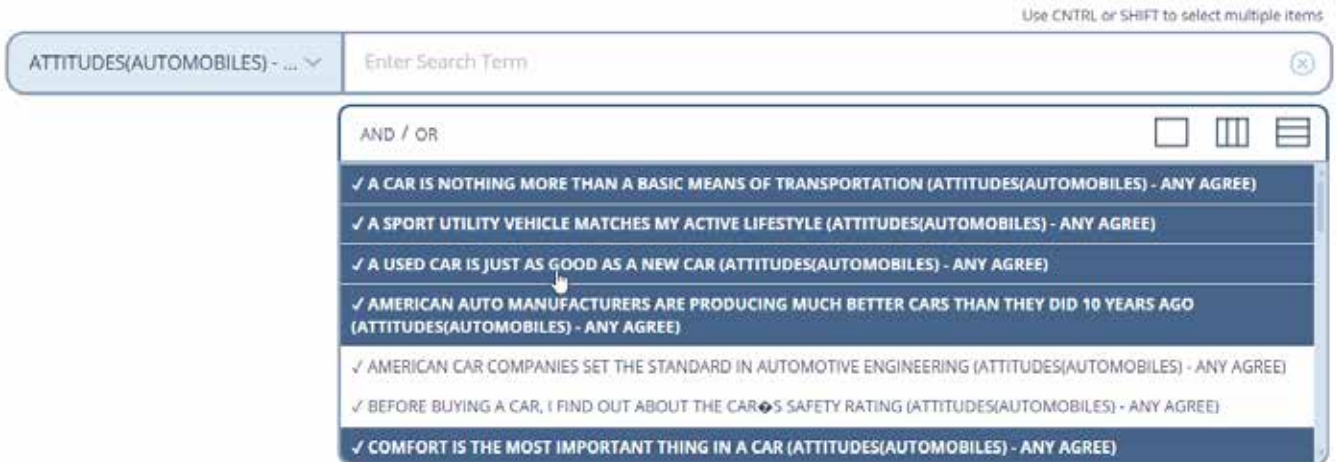 Use CNTRL or SHIFT to select multiple items
ATTITUDES(AUTOMOBILES) - ...
Enter Search Term
AND / OR
✓ A CAR IS NOTHING MORE THAN A BASIC MEANS OF TRANSPORTATION (ATTITUDES(AUTOMOBILES) - ANY AGREE)
✓ A SPORT UTILITY VEHICLE MATCHES MY ACTIVE LIFESTYLE (ATTITUDES(AUTOMOBILES) - ANY AGREE)
✓ A USED CAR IS JUST AS GOOD AS A NEW CAR (ATTITUDES(AUTOMOBILES) - ANY AGREE)
✓ AMERICAN AUTO MANUFACTURERS ARE PRODUCING MUCH BETTER CARS THAN THEY DID 10 YEARS AGO
(ATTITUDES(AUTOMOBILES) - ANY AGREE)
✓ AMERICAN CAR COMPANIES SET THE STANDARD IN AUTOMOTIVE ENGINEERING (ATTITUDES(AUTOMOBILES) - ANY AGREE)
✓ BEFORE BUYING A CAR, I FIND OUT ABOUT THE CAR�S SAFETY RATING (ATTITUDES(AUTOMOBILES) - ANY AGREE)
✓ COMFORT IS THE MOST IMPORTANT THING IN A CAR (ATTITUDES(AUTOMOBILES) - ANY AGREE)